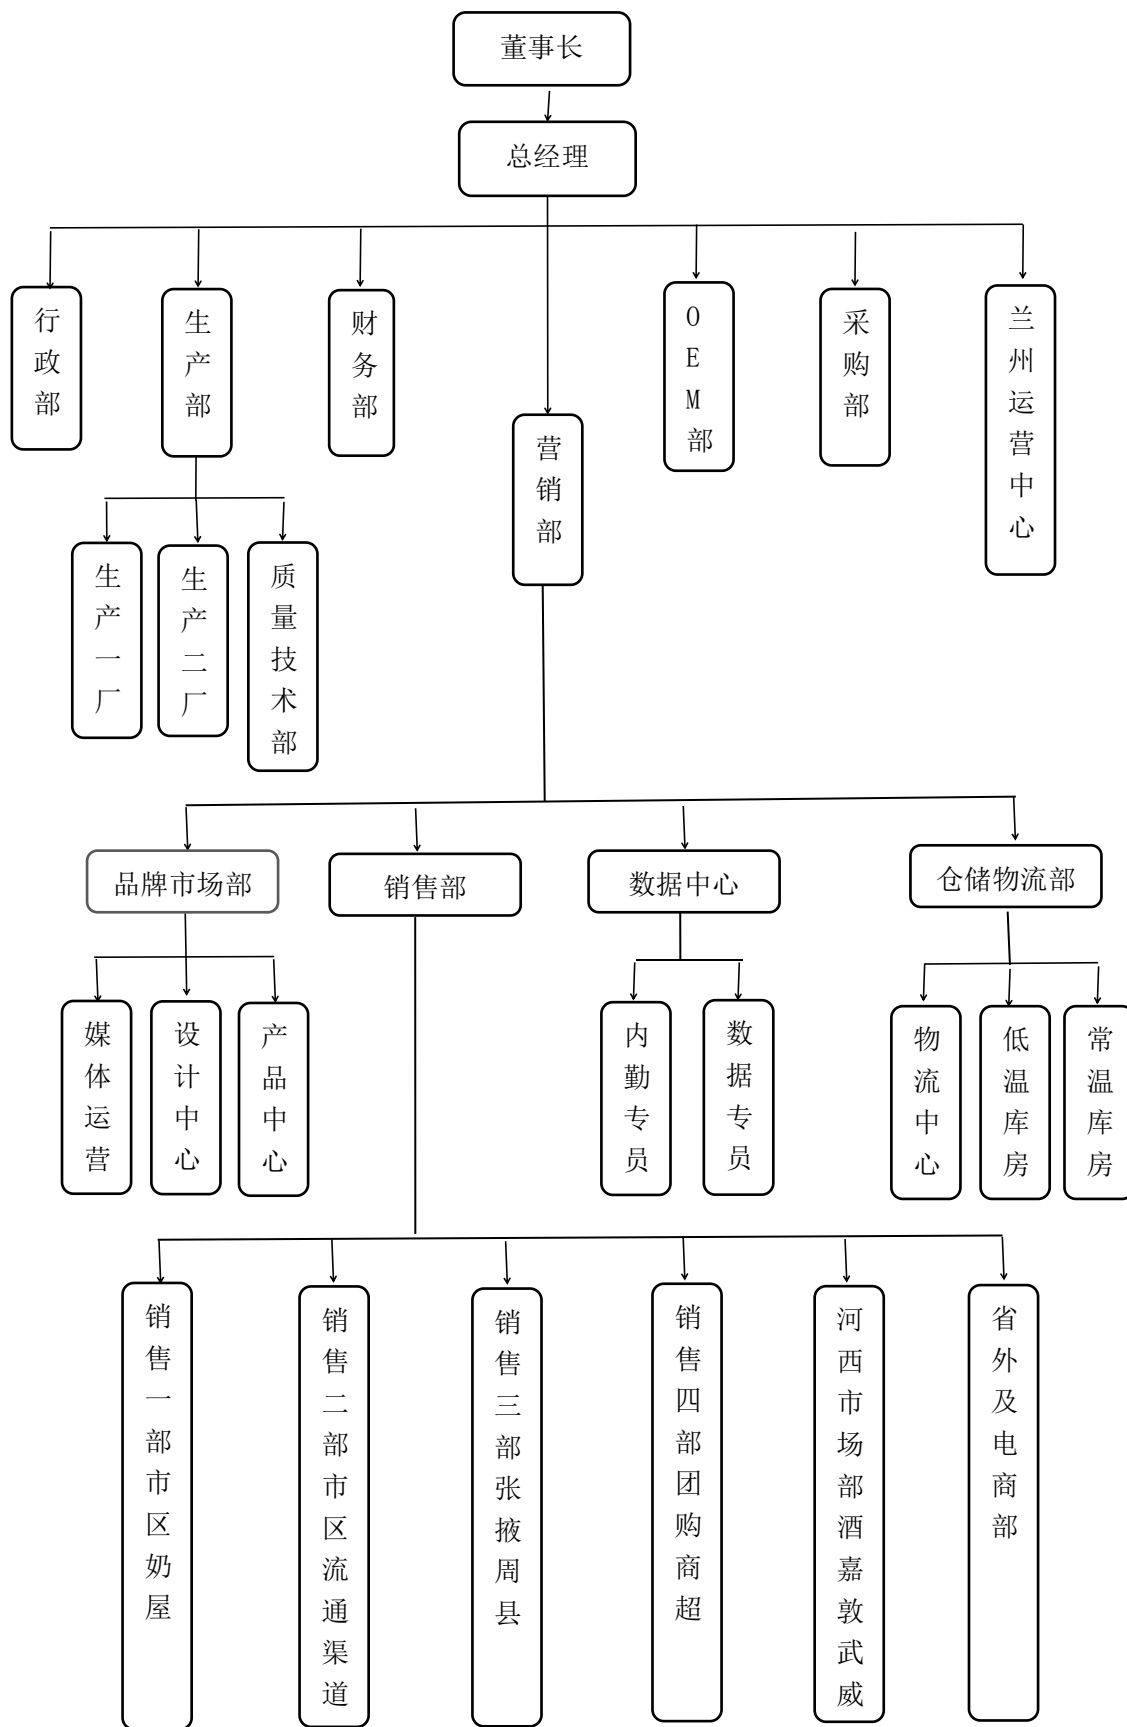 董事长
总经理
行政部
生产部
财务部
营销部
OEM部
采购部
兰州运营中心
生产一厂
生产二厂
质量技术部
品牌市场部
销售部
数据中心
仓储物流部
媒体运营
设计中心
产品中心
内勤专员
数据专员
物流中心
低温库房
常温库房
销售一部市区奶屋
销售二部市区流通渠道
销售三部张掖周县
销售四部团购商超
河西市场部酒嘉敦武威
省外及电商部